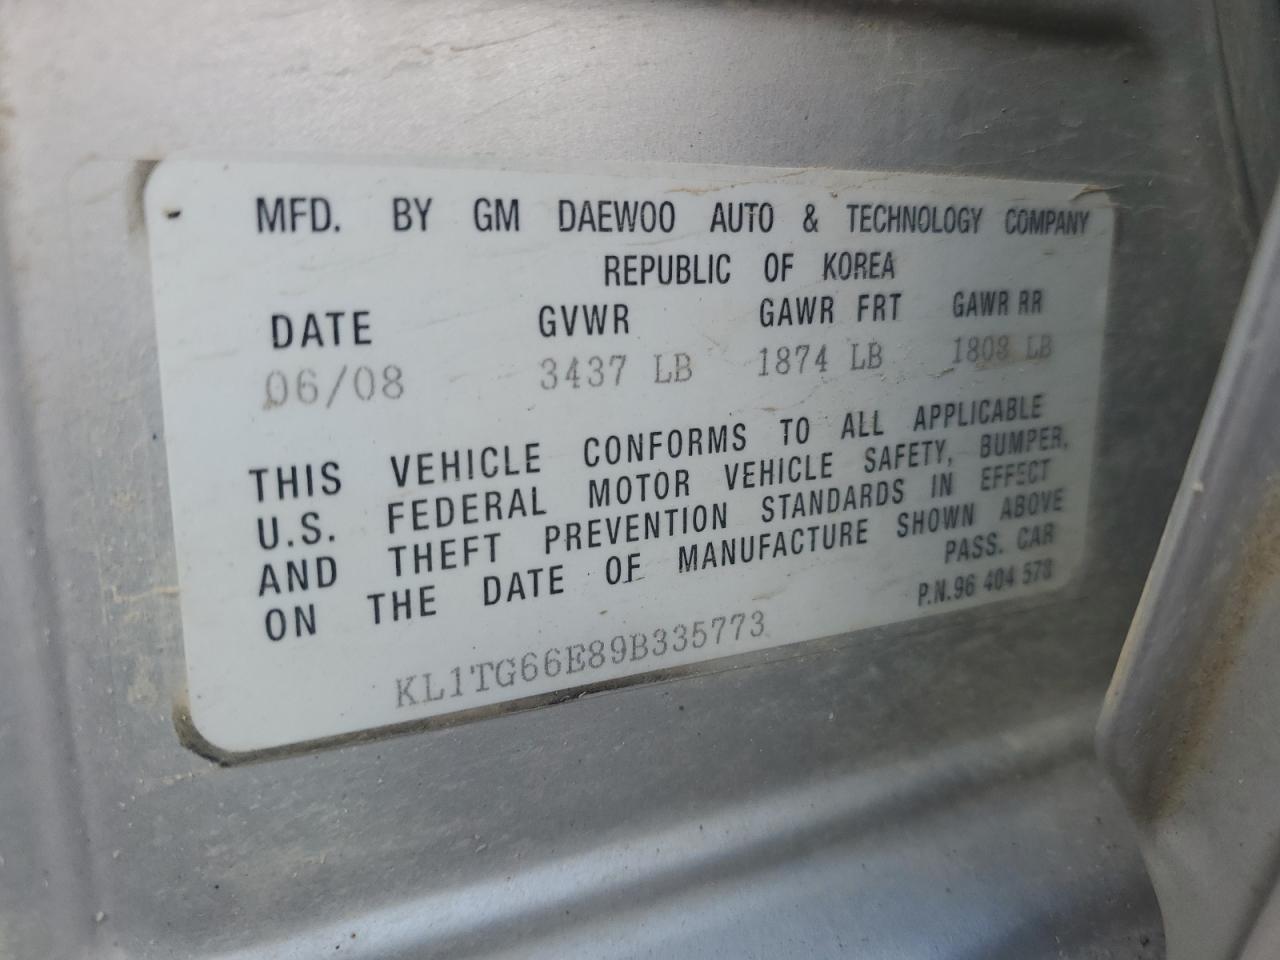 MFD. BY GM DAEWOO AUTO & TECHNOLOGY COMPANY
REPUBLIC OF KOREA
DATE GVWR GAWR FRT GAWR RR
06/08 3437 LB 1874 LB 1808 LB
THIS VEHICLE CONFORMS TO ALL APPLICABLE
U.S. FEDERAL MOTOR VEHICLE SAFETY, BUMPER,
AND THEFT PREVENTION STANDARDS IN EFFECT
ON THE DATE OF MANUFACTURE SHOWN ABOVE
PASS. CAR
P.N.96 404 578
KL1TG66E89B335773